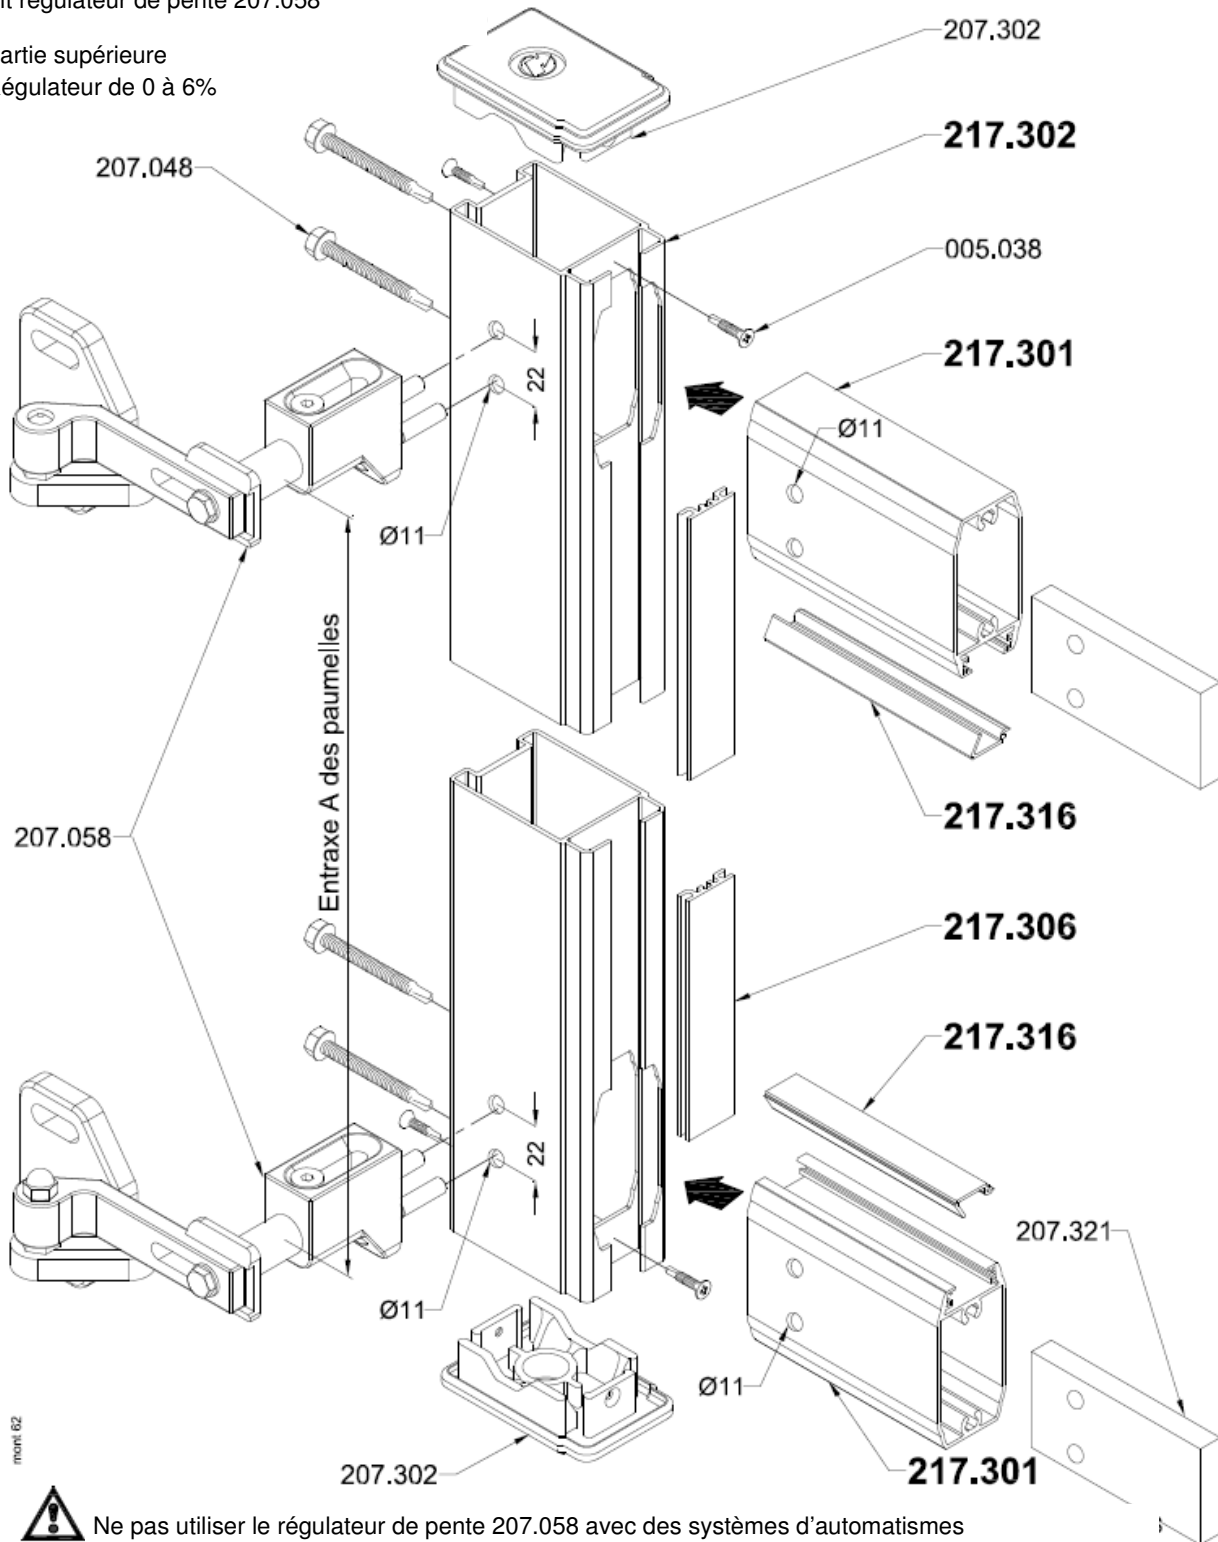 t régulateur de pente 207.058
artie supérieure
égulateur de 0 à 6%
207.302
217.302
207.048
005.038
217.301
Ø11
22
Ø11
Entraxe A des paumelles
217.316
207.058
217.306
217.316
22
207.321
Ø11
Ø11
207.302
217.301
mont 62
Ne pas utiliser le régulateur de pente 207.058 avec des systèmes d'automatismes